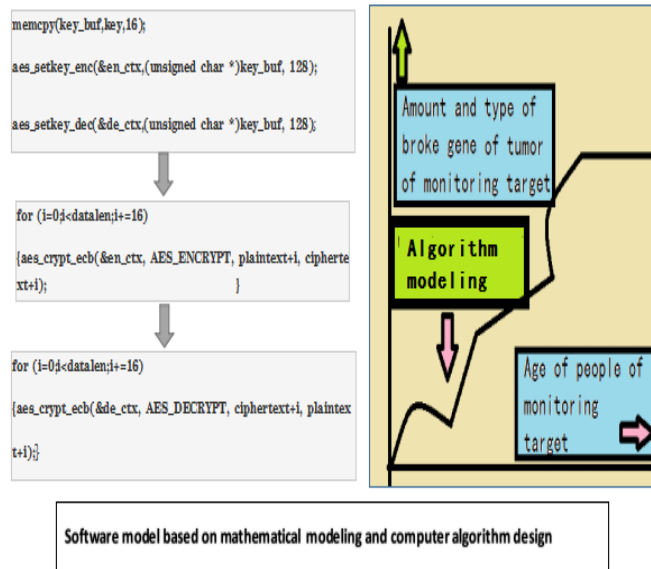 memcpy(key_buf,key,16);
aes_setkey_enc(&en_ctx,(unsigned char *)key_buf, 128);
aes_setkey_dec(&de_ctx,(unsigned char *)key_buf, 128);
for (i=0;i<datalen;i+=16)
{aes_crypt_ecb(&en_ctx, AES_ENCRYPT, plaintext+i, cipherte
xt+i); }
for (i=0;i<datalen;i+=16)
{aes_crypt_ecb(&de_ctx, AES_DECRYPT, ciphertext+i, plaintex
t+i);}
Amount and type of
broke gene of tumor
of monitoring target
Algorithm
modeling
Age of people of
monitoring
target
Software model based on mathematical modeling and computer algorithm design